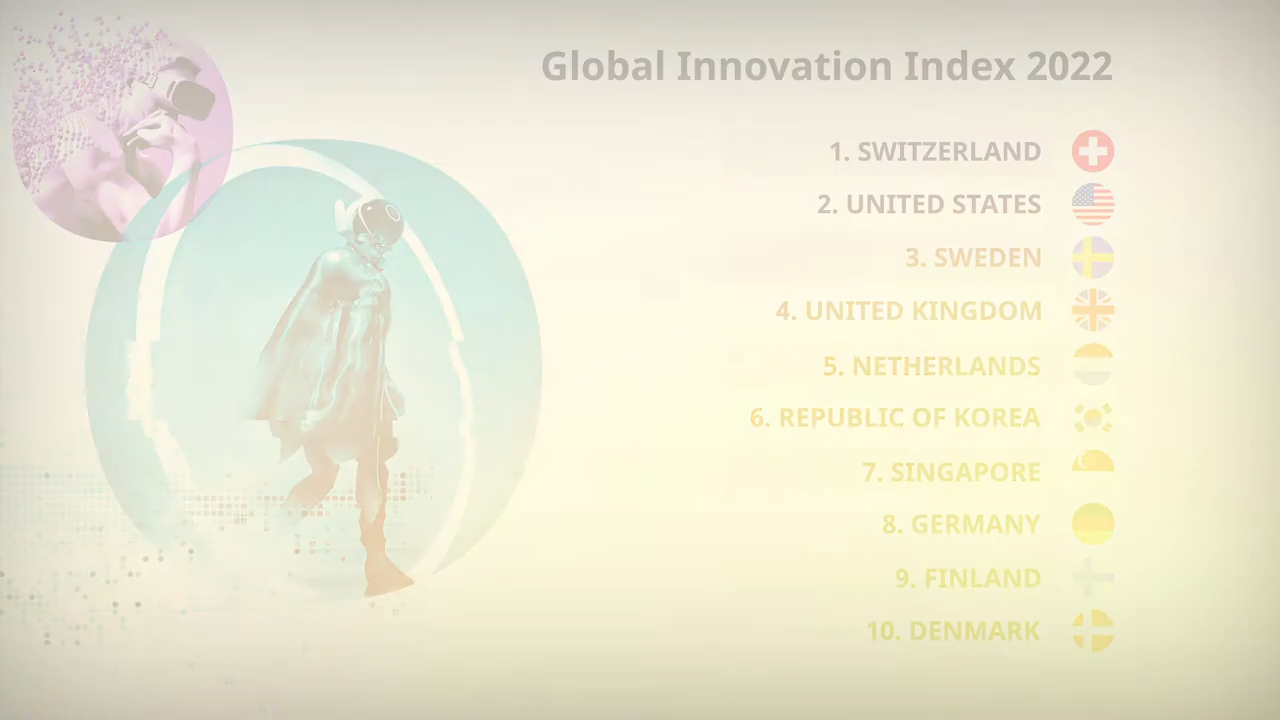 Global Innovation Index 2022
1. SWITZERLAND
2. UNITED STATES
3. SWEDEN
4. UNITED KINGDOM
5. NETHERLANDS
6. REPUBLIC OF KOREA
7. SINGAPORE
8. GERMANY
9. FINLAND
10. DENMARK